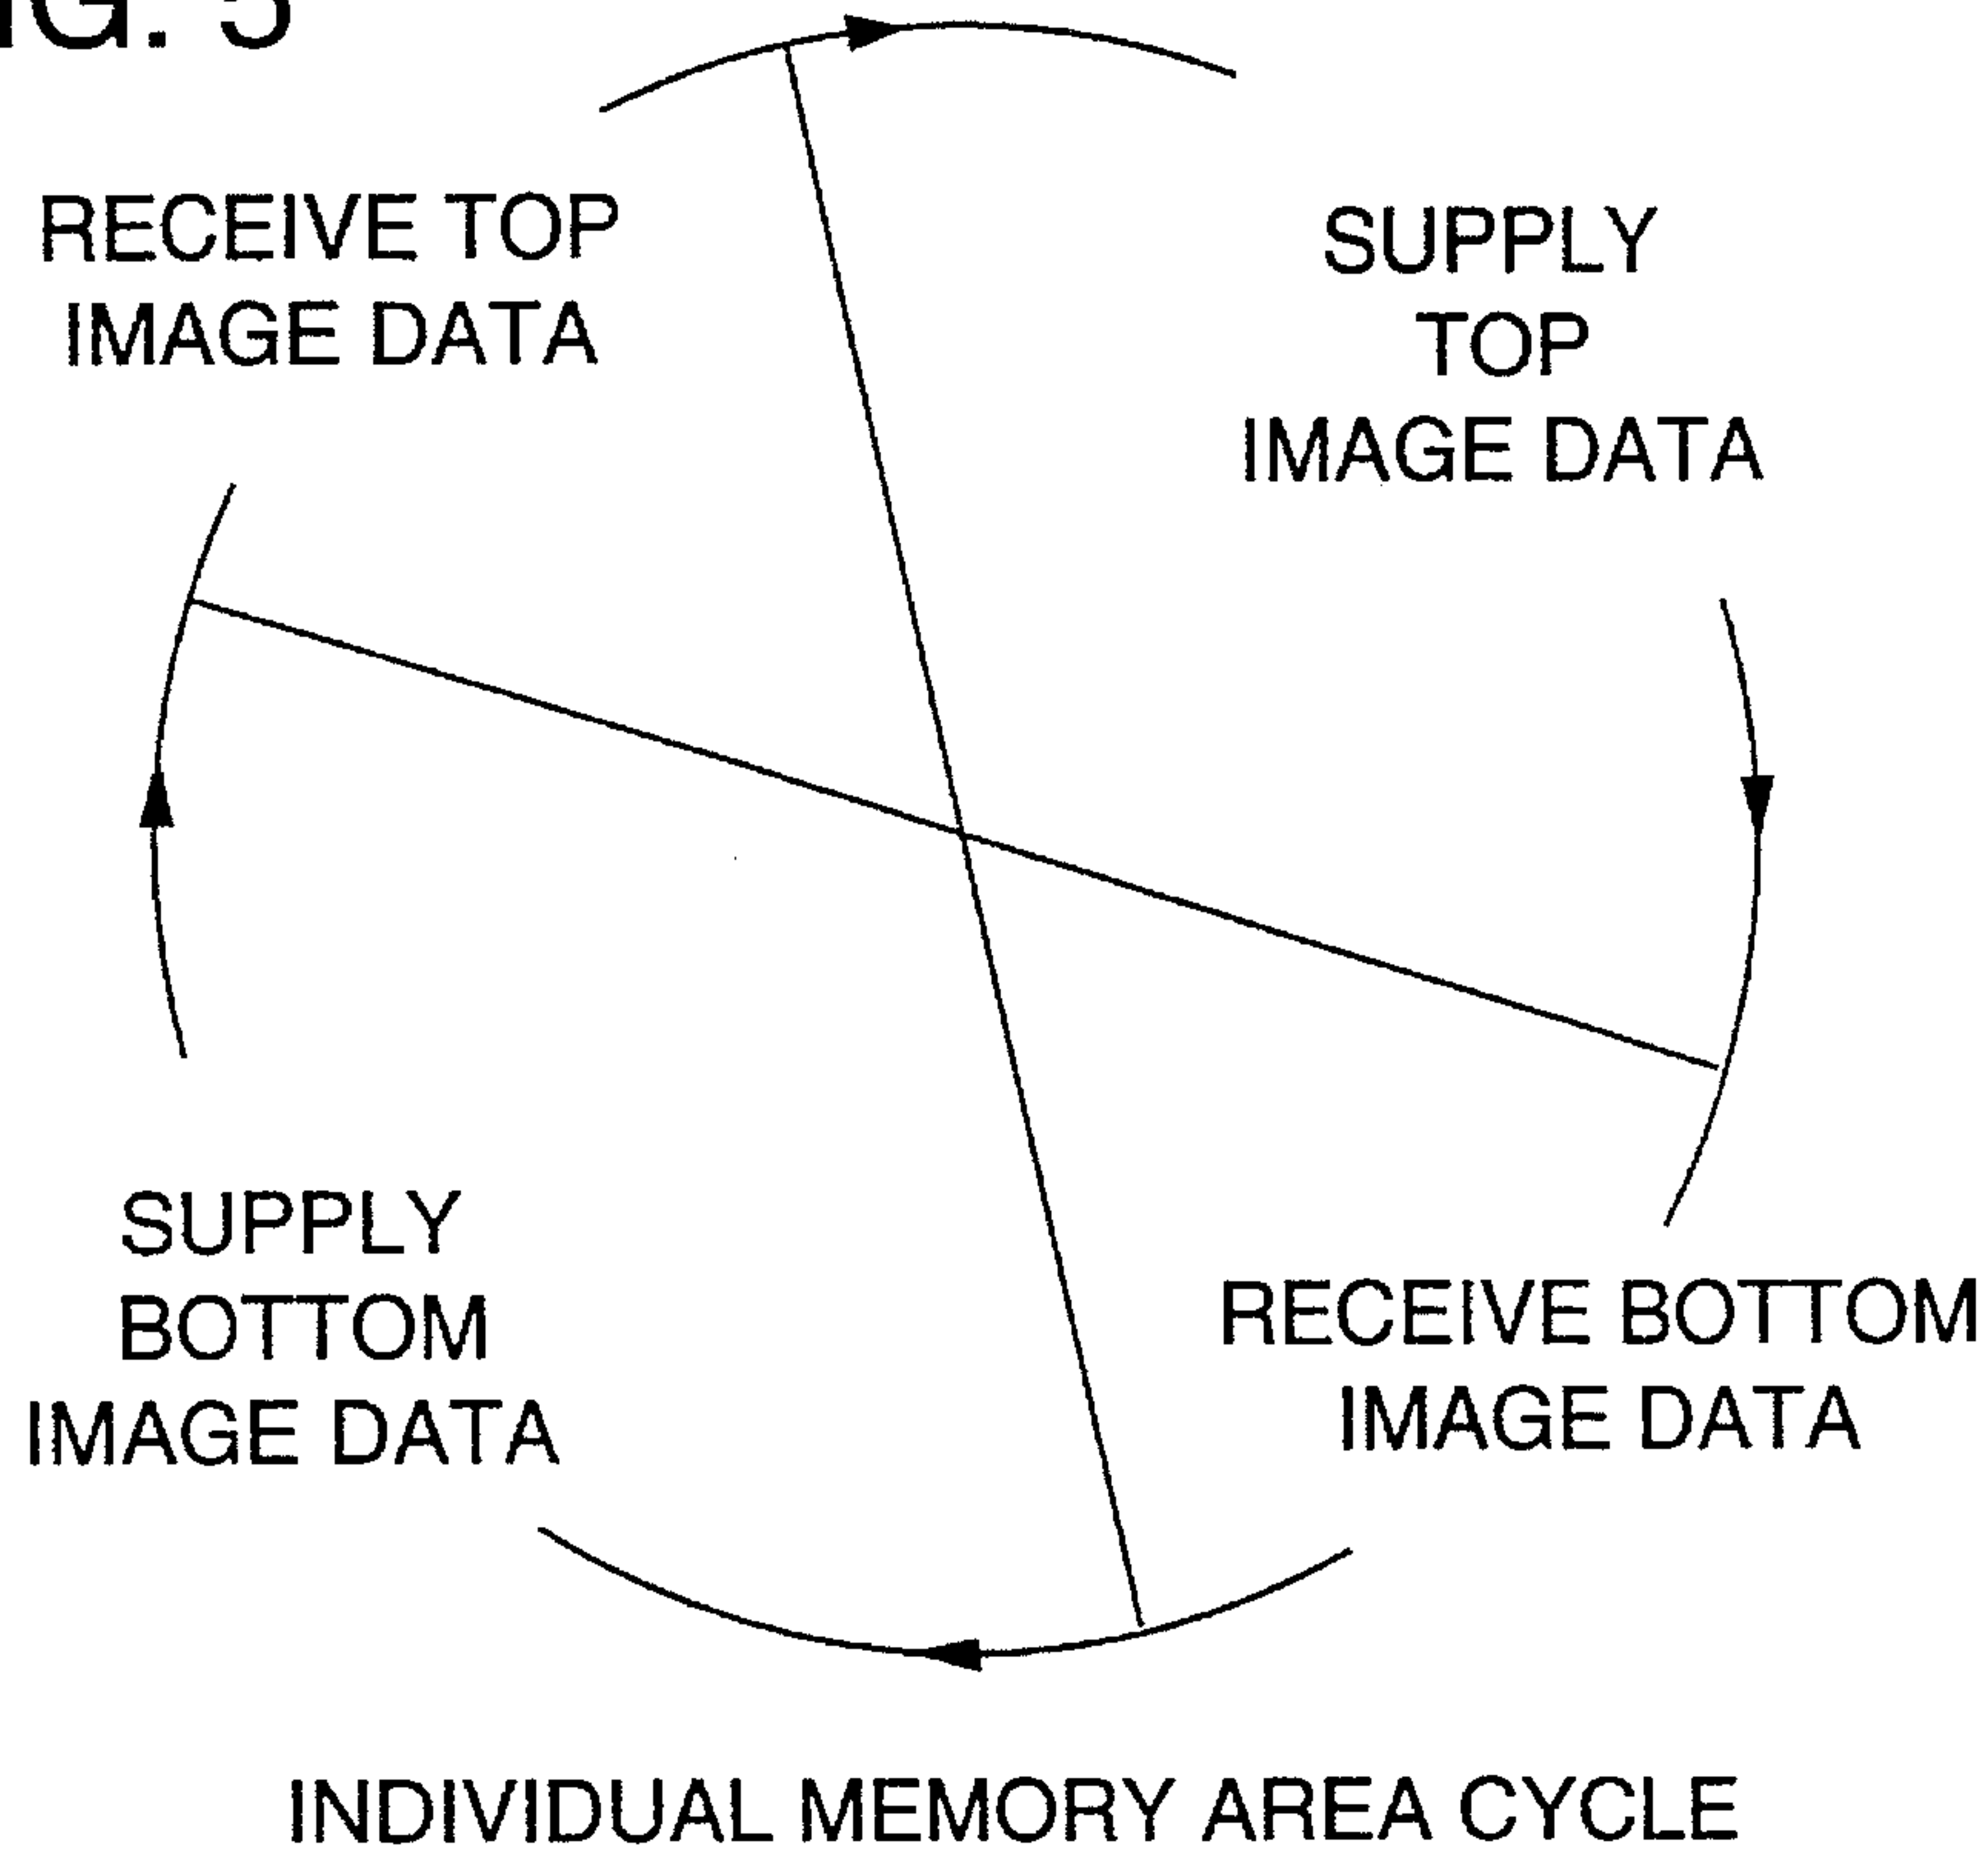 IG. 5
RECEIVE TOP
IMAGE DATA
SUPPLY
TOP
IMAGE DATA
SUPPLY
BOTTOM
IMAGE DATA
RECEIVE BOTTOM
IMAGE DATA
INDIVIDUAL MEMORY AREA CYCLE